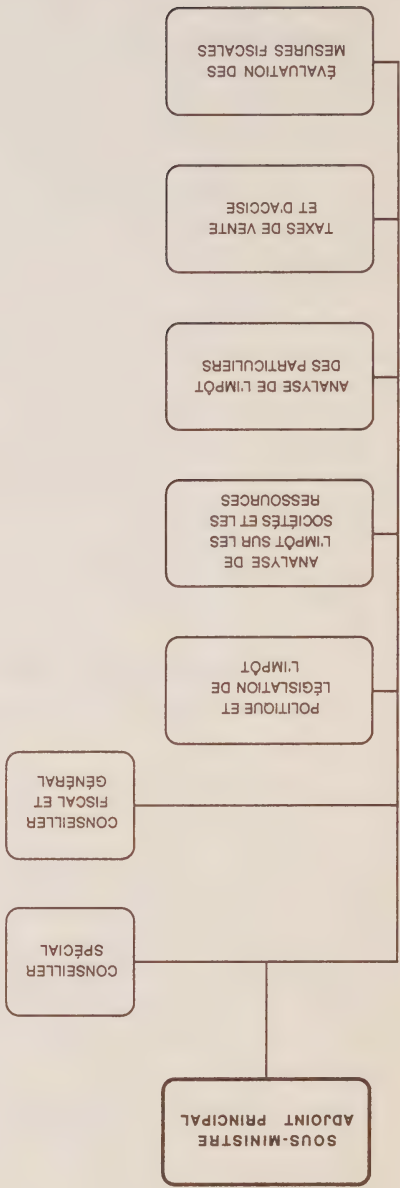 SOUS-MINISTRE
ADJOINT PRINCIPAL
CONSEILLER
SPÉCIAL
CONSEILLER
FISCAL ET
GÉNÉRAL
POLITIQUE ET
LÉGISLATION DE
L'IMPÔT
ANALYSE DE
L'IMPÔT SUR LES
SOCIÉTÉS ET LES
RESSOURCES
ANALYSE DE L'IMPÔT
DES PARTICULIERS
TAXES DE VENTE
ET D'ACCISE
ÉVALUATION DES
MESURES FISCALES